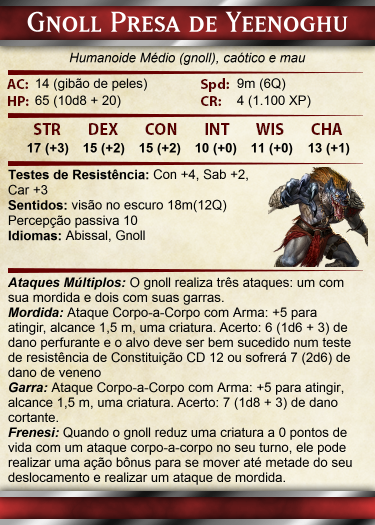 Gnoll Presa de Yeenoghu
Humanoide Médio (gnoll), caótico e mau
AC: 14 (gibão de peles) Spd: 9m (6Q)
HP: 65 (10d8 + 20) CR: 4 (1.100 XP)
STR DEX CON INT WIS CHA
17 (+3) 15 (+2) 15 (+2) 10 (+0) 11 (+0) 13 (+1)
Testes de Resistência: Con +4, Sab +2,
Car +3
Sentidos: visão no escuro 18m(12Q)
Percepção passiva 10
Idiomas: Abissal, Gnoll
Ataques Múltiplos: O gnoll realiza três ataques: um com
sua mordida e dois com suas garras.
Mordida: Ataque Corpo-a-Corpo com Arma: +5 para
atingir, alcance 1,5 m, uma criatura. Acerto: 6 (1d6 + 3) de
dano perfurante e o alvo deve ser bem sucedido num teste
de resistência de Constituição CD 12 ou sofrerá 7 (2d6) de
dano de veneno
Garra: Ataque Corpo-a-Corpo com Arma: +5 para atingir,
alcance 1,5 m, uma criatura. Acerto: 7 (1d8 + 3) de dano
cortante.
Frenesi: Quando o gnoll reduz uma criatura a 0 pontos de
vida com um ataque corpo-a-corpo no seu turno, ele pode
realizar uma ação bônus para se mover até metade do seu
deslocamento e realizar um ataque de mordida.